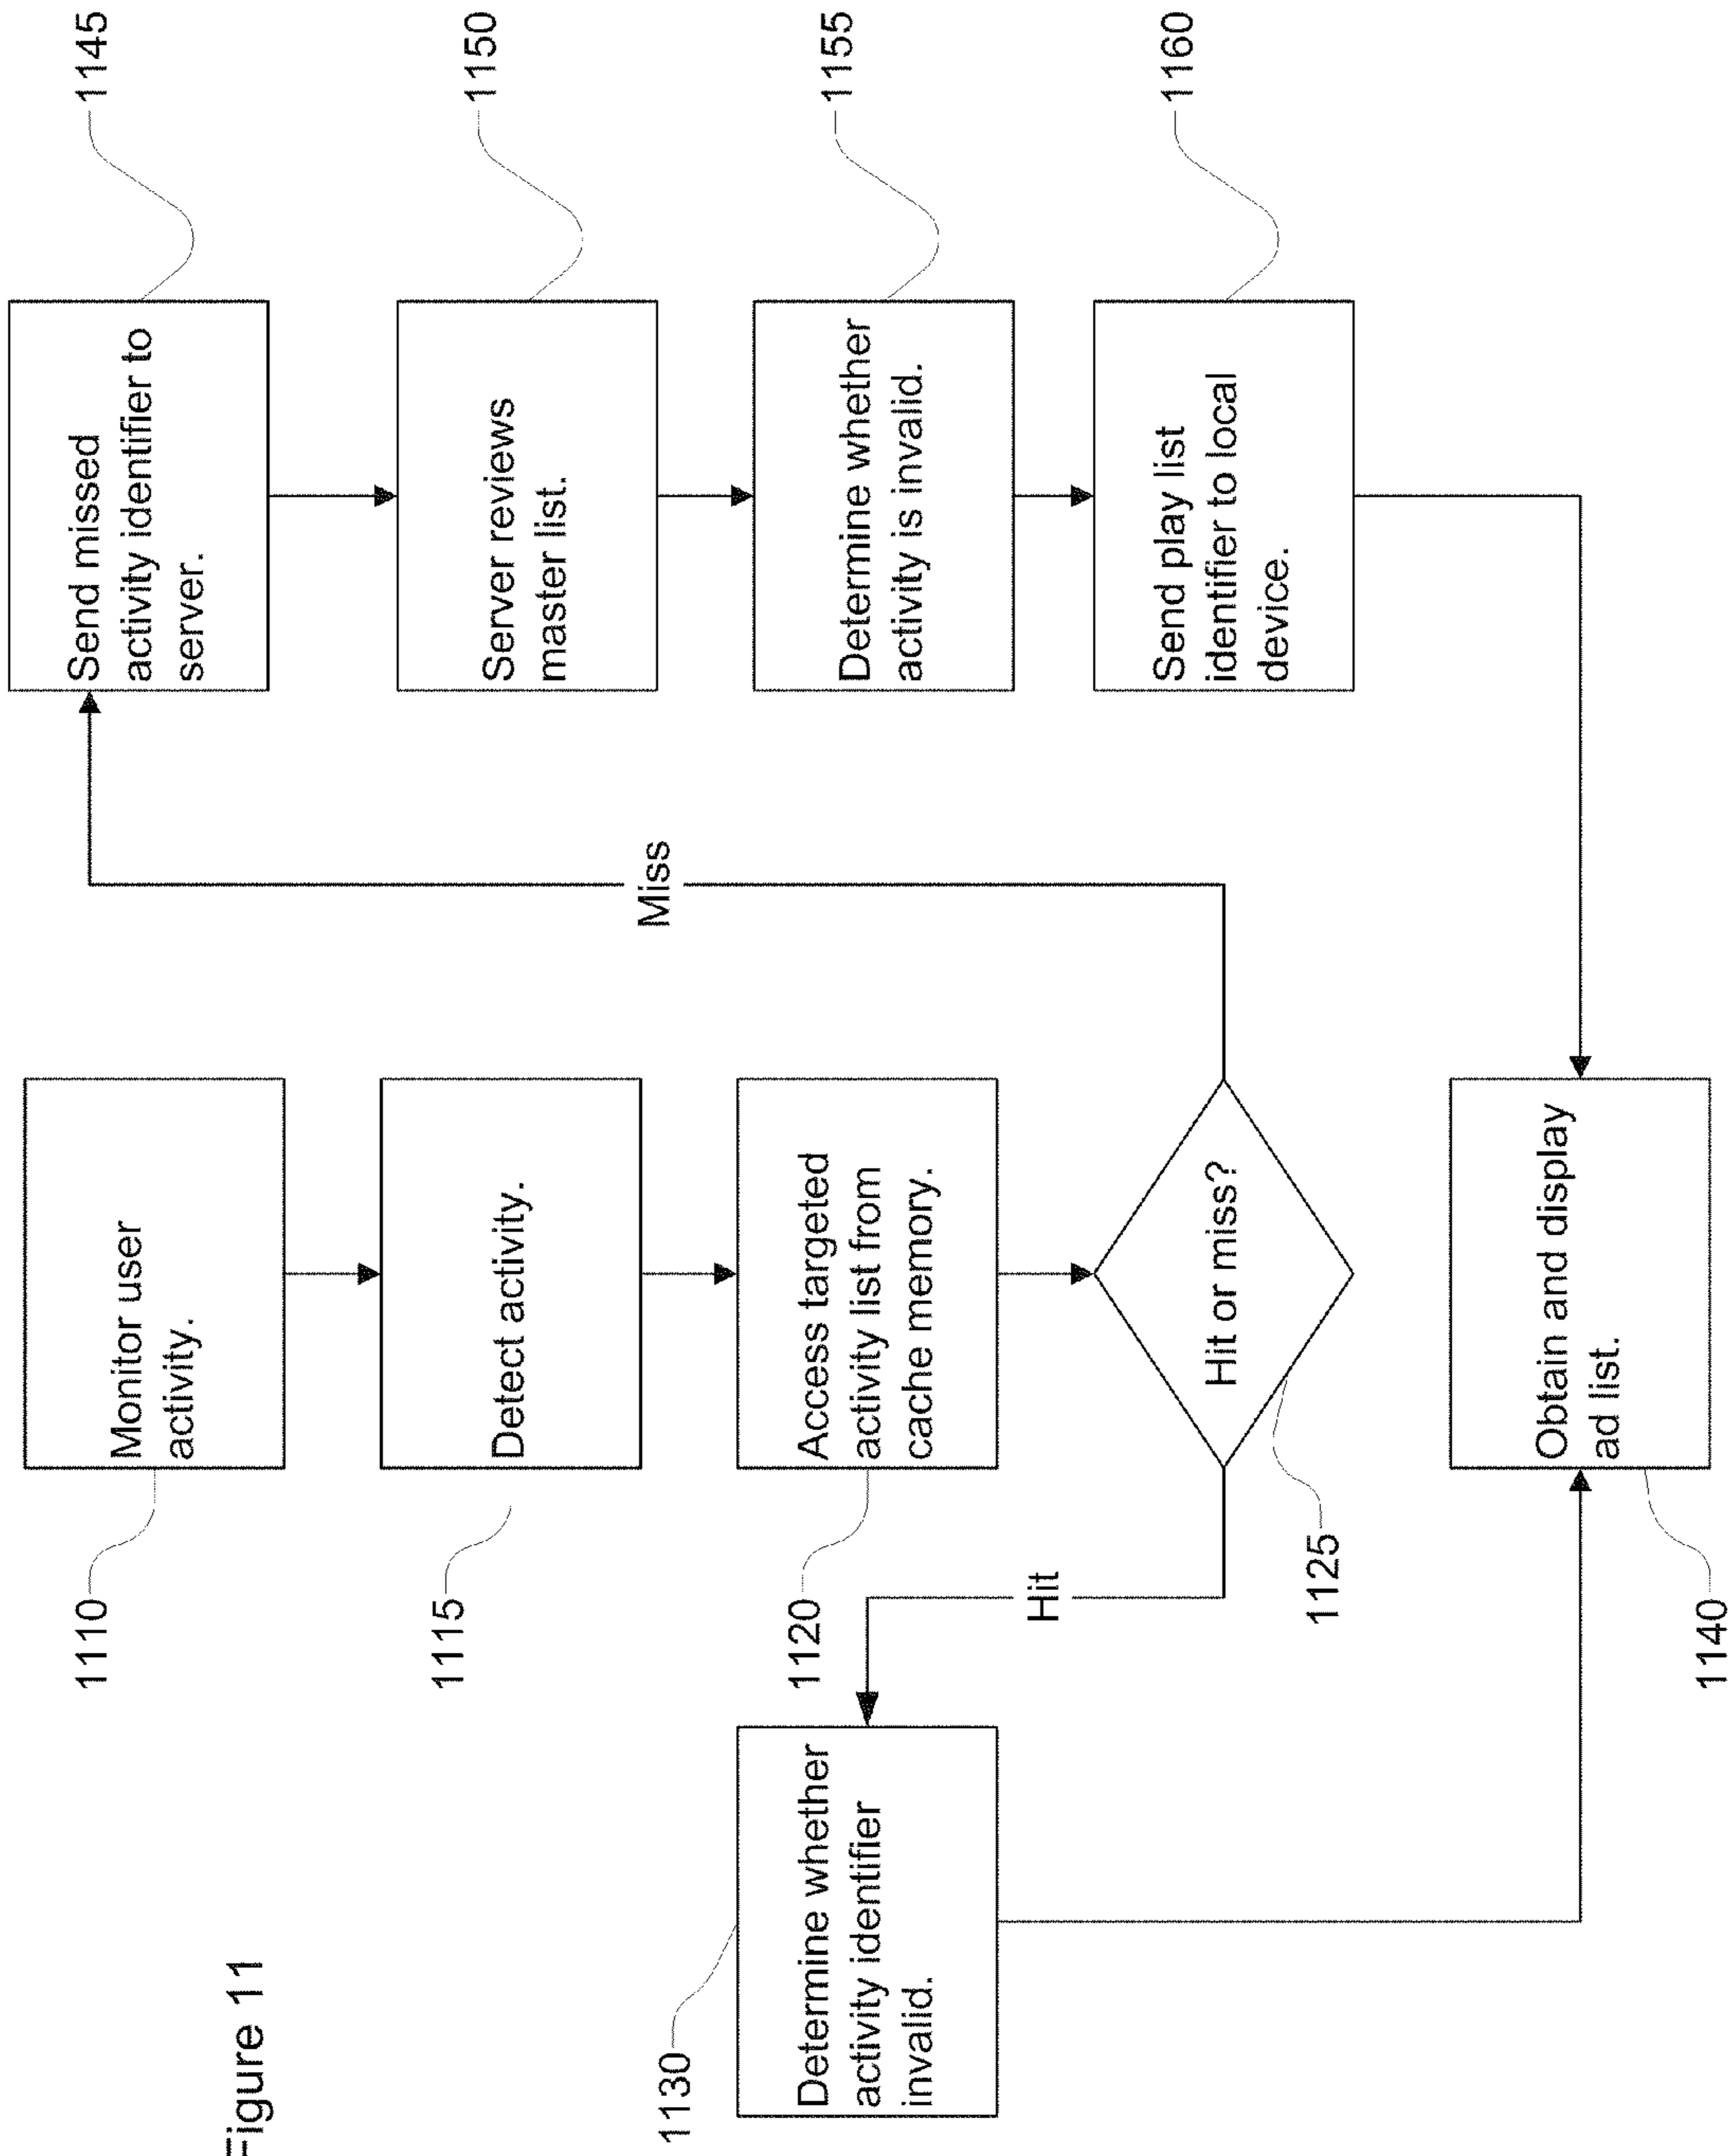 Figure 11
1110
Monitor user
activity.
1115
Detect activity.
1120
Access targeted
activity list from
cache memory.
1125
Hit or miss?
Hit
Miss
1130
Determine whether
activity identifier
invalid.
1140
Obtain and display
ad list.
1145
Send missed
activity identifier to
server.
1150
Server reviews
master list.
1155
Determine whether
activity is invalid.
1160
Send play list
identifier to local
device.